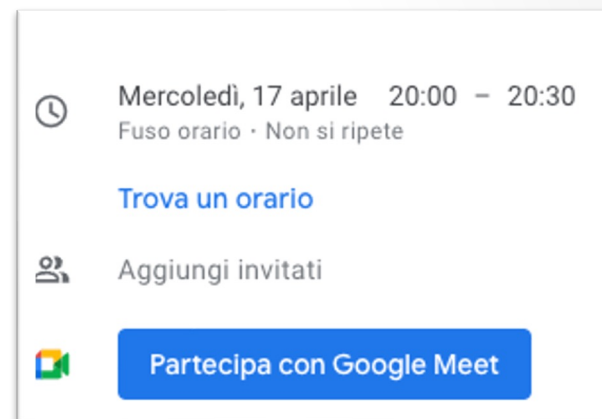 Mercoledì, 17 aprile 20:00 – 20:30
Fuso orario · Non si ripete
Trova un orario
Aggiungi invitati
Partecipa con Google Meet